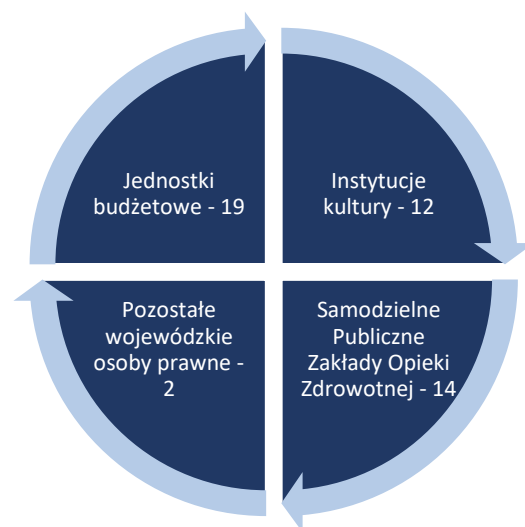 Jednostki
budżetowe - 19
Instytucje
kultury - 12
Pozostałe
wojewódzkie
osoby prawne -
2
Samodzielne
Publiczne
Zakłady Opieki
Zdrowotnej - 14